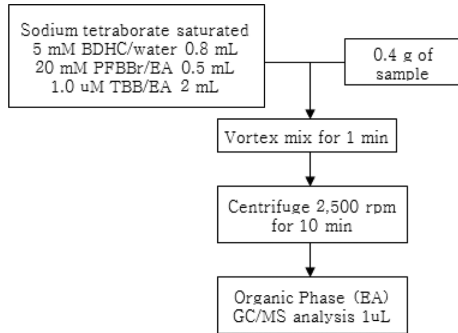 Sodium tetraborate saturated
5 mM BDHC/water 0.8 mL
20 mM PFBBr/EA 0.5 mL
1.0 uM TBB/EA 2 mL
0.4 g of
sample
Vortex mix for 1 min
Centrifuge 2,500 rpm
for 10 min
Organic Phase (EA)
GC/MS analysis 1uL